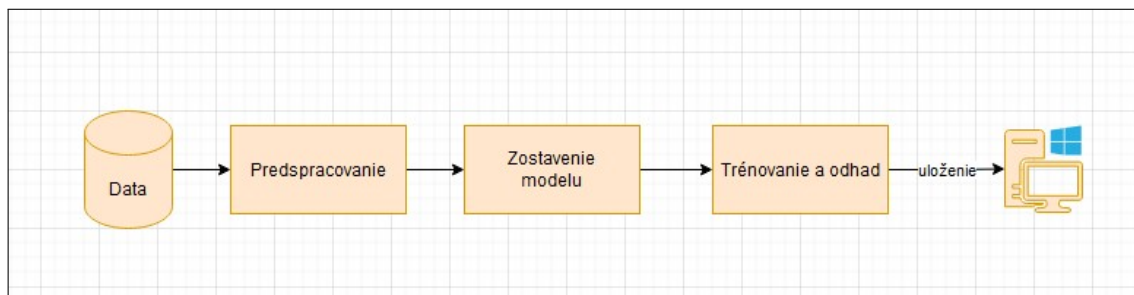 Data
Predspracovanie
Zostavenie
modelu
Trénovanie a odhad
uloženie